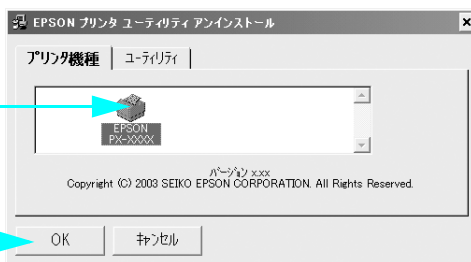 EPSON プリンタ ユーティリティ アンインストール
プリンタ機種 ユーティリティ
EPSON
PX-XXXX
バージョン x.xx
Copyright (C) 2003 SEIKO EPSON CORPORATION. All Rights Reserved.
OK キャンセル